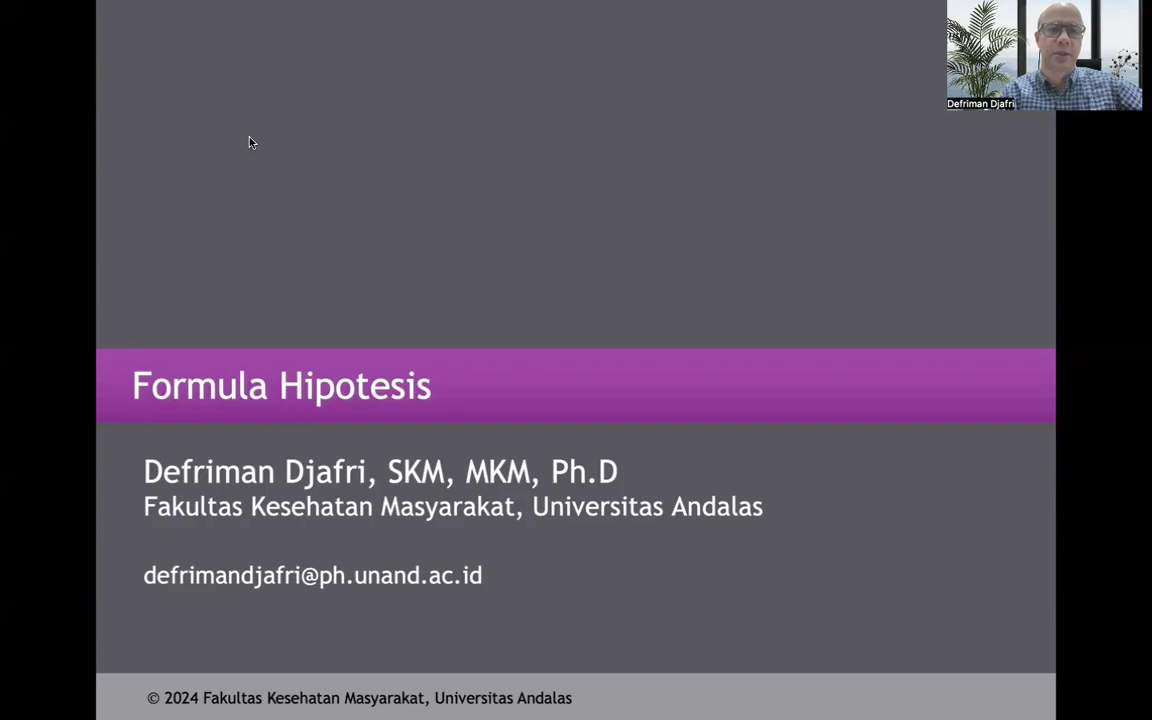 Defriman Djafri
Formula Hipotesis
Defriman Djafri, SKM, MKM, Ph.D
Fakultas Kesehatan Masyarakat, Universitas Andalas
defrimandjafri@ph.unand.ac.id
© 2024 Fakultas Kesehatan Masyarakat, Universitas Andalas